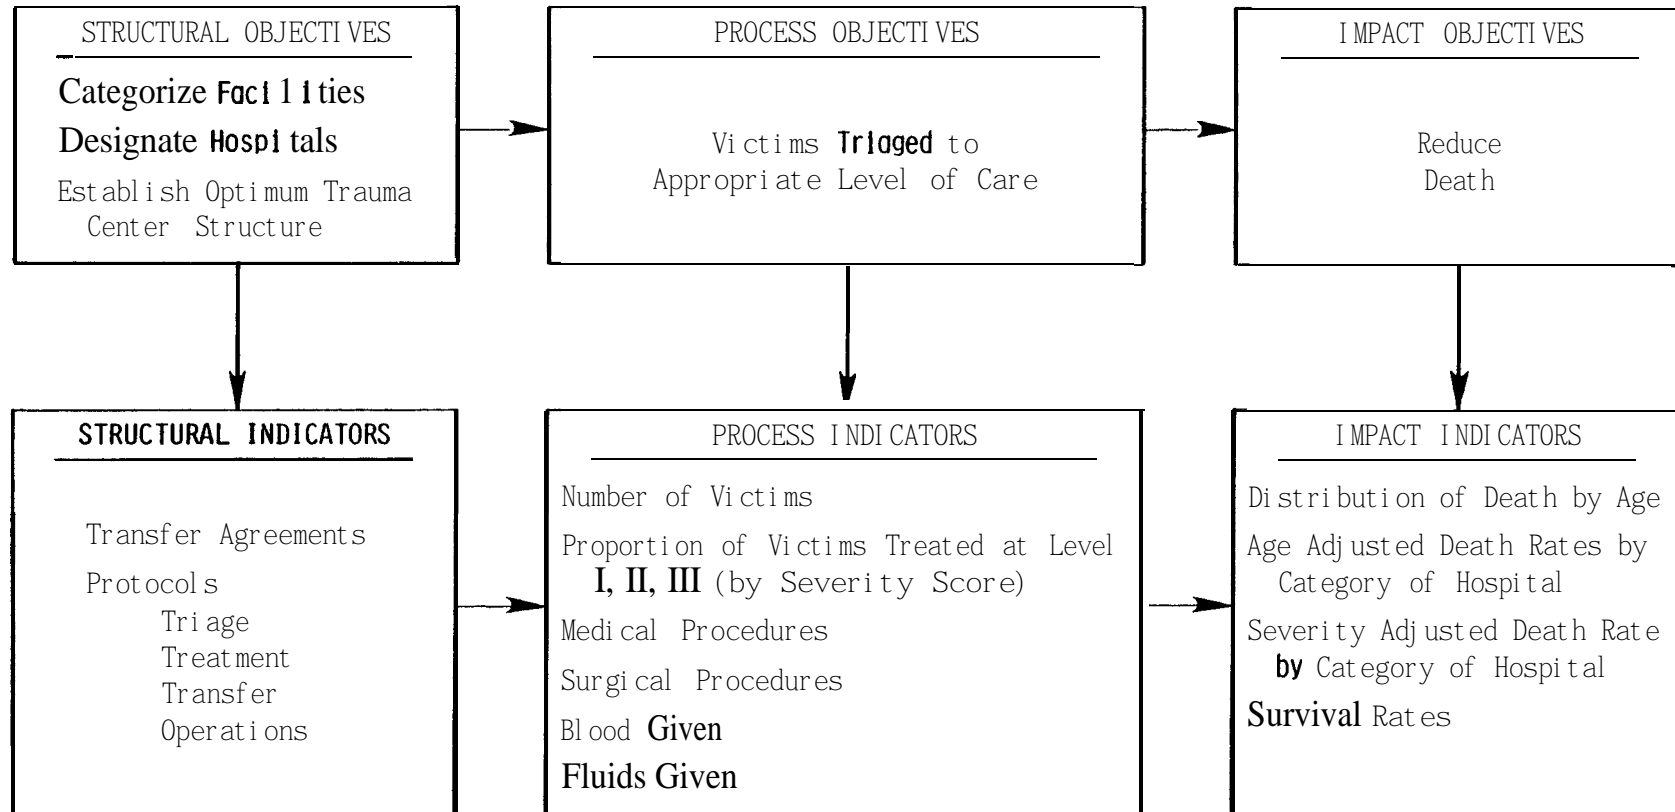 STRUCTURAL OBJECTIVES
Categorize Facilities
Designate Hospitals
Establish Optimum Trauma
Center Structure
PROCESS OBJECTIVES
Victims Triaged to
Appropriate Level of Care
IMPACT OBJECTIVES
Reduce
Death
STRUCTURAL INDICATORS
Transfer Agreements
Protocols
Triage
Treatment
Transfer
Operations
PROCESS INDICATORS
Number of Victims
Proportion of Victims Treated at Level
I, II, III (by Severity Score)
Medical Procedures
Surgical Procedures
Blood Given
Fluids Given
IMPACT INDICATORS
Distribution of Death by Age
Age Adjusted Death Rates by
Category of Hospital
Severity Adjusted Death Rate
by Category of Hospital
Survival Rates